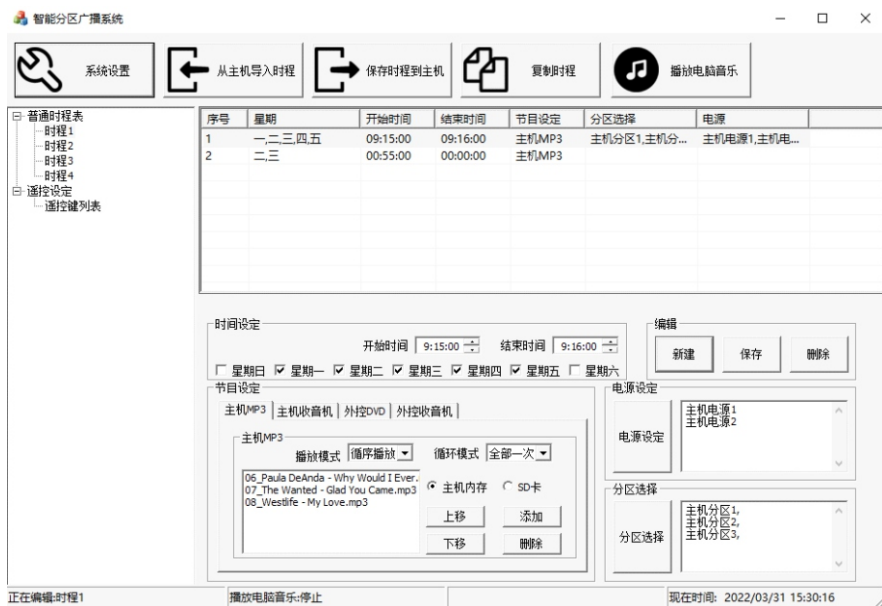 智能分区广播系统
系统设置 从主机导入时程 保存时程到主机 复制时程 播放电脑音乐
普通时程表
时程1
时程2
时程3
时程4
遥控设定
遥控键列表
序号 星期 开始时间 结束时间 节目设定 分区选择 电源
1 一,二,三,四,五 09:15:00 09:16:00 主机MP3 主机分区1,主机分... 主机电源1,主机电...
2 二,三 00:55:00 00:00:00 主机MP3
时间设定
开始时间 9:15:00 结束时间 9:16:00
星期日 星期一 星期二 星期三 星期四 星期五 星期六
编辑
新建 保存 删除
节目设定
主机MP3 主机收音机 外控DVD 外控收音机
主机MP3
播放模式 循序播放 循环模式 全部一次
06_Paula DeAnda - Why Would I Ever.
07_The Wanted - Glad You Came.mp3
08_Westlife - My Love.mp3
主机内存 SD卡
上移 添加
下移 删除
电源设定
电源设定
主机电源1
主机电源2
分区选择
分区选择
主机分区1,
主机分区2,
主机分区3,
正在编辑:时程1 播放电脑音乐:停止 现在时间: 2022/03/31 15:30:16